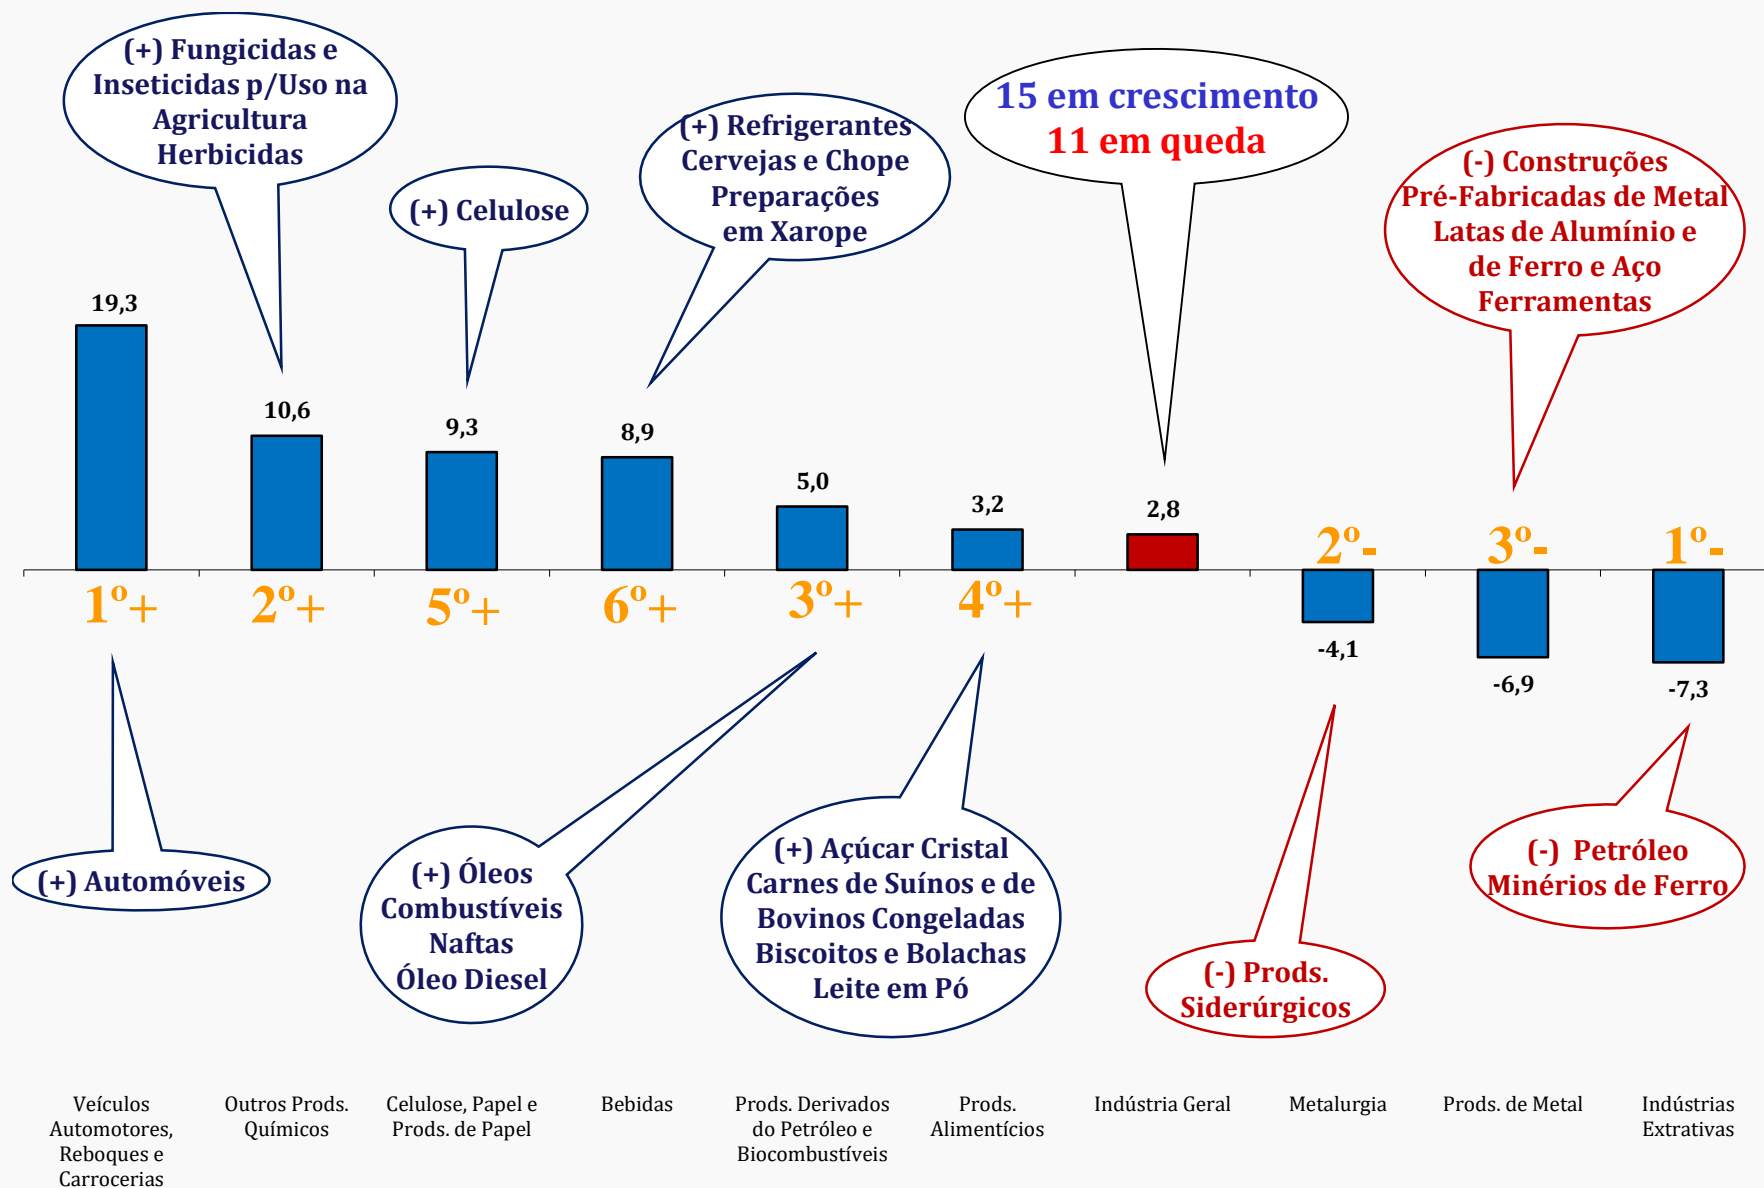 (+) Fungicidas e
Inseticidas p/Uso na
Agricultura
Herbicidas
(+) Celulose
(+) Refrigerantes
Cervejas e Chope
Preparações
em Xarope
15 em crescimento
11 em queda
(-) Construções
Pré-Fabricadas de Metal
Latas de Alumínio e
de Ferro e Aço
Ferramentas
19,3
10,6
9,3
8,9
5,0
3,2
2,8
2º-
3º-
1º-
1º+
2º+
5º+
6º+
3º+
4º+
-4,1
-6,9
-7,3
(+) Automóveis
(+) Óleos
Combustíveis
Naftas
Óleo Diesel
(+) Açúcar Cristal
Carnes de Suínos e de
Bovinos Congeladas
Biscoitos e Bolachas
Leite em Pó
(-) Prods.
Siderúrgicos
(-) Petróleo
Minérios de Ferro
Veículos
Automotores,
Reboques e
Carrocerias
Outros Prods.
Químicos
Celulose, Papel e
Prods. de Papel
Bebidas
Prods. Derivados
do Petróleo e
Biocombustíveis
Prods.
Alimentícios
Indústria Geral
Metalurgia
Prods. de Metal
Indústrias
Extrativas